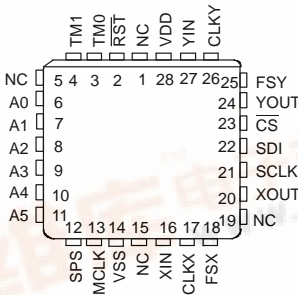 TM1 TM0 RST NC VDD YIN CLKY
4 3 2 1 28 27 26
NC 5 25 FSY
A0 6 24 YOUT
A1 7 23 CS
A2 8 22 SDI
A3 9 21 SCLK
A4 10 20 XOUT
A5 11 19 NC
12 13 14 15 16 17 18
SPS MCLK VSS NC XIN CLKX FSX